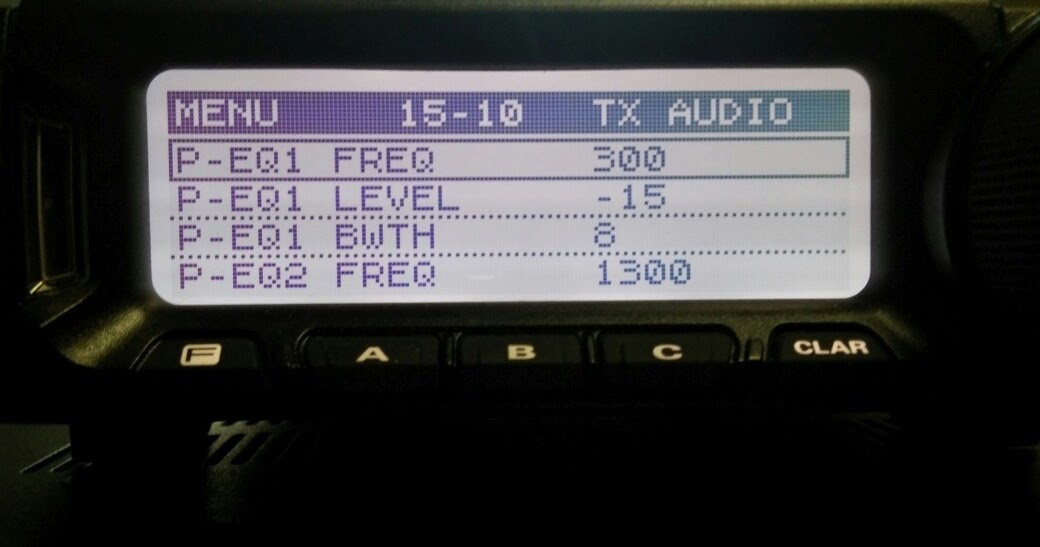 MENU 15-10 TX AUDIO
P-EQ1 FREQ 300
P-EQ1 LEVEL -15
P-EQ1 BWTH 8
P-EQ2 FREQ 1300
F A B C CLAR